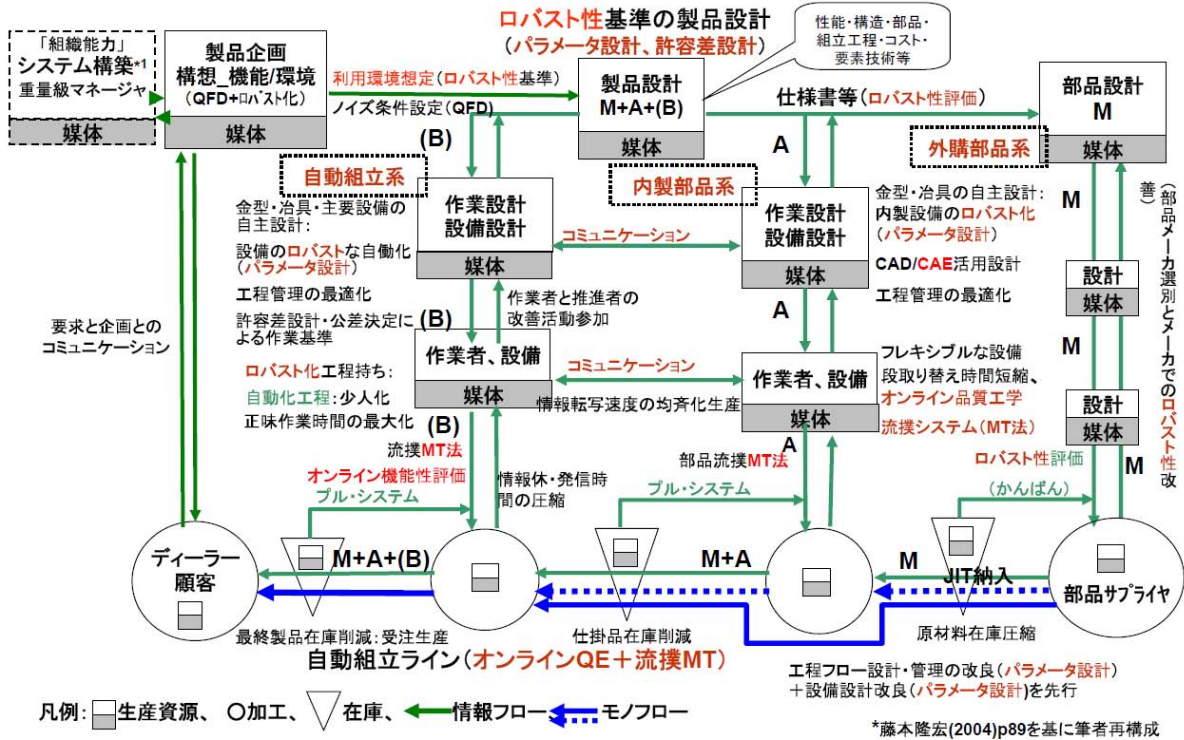 ロバスト性基準の製品設計
(パラメータ設計、許容差設計)
性能・構造・部品・
組立工程・コスト・
要素技術等
「組織能力」
システム構築*1
重量級マネージャ
媒体
製品企画
構想_機能/環境
(QFD+ロバスト化)
媒体
利用環境想定(ロバスト性基準)
ノイズ条件設定(QFD)
製品設計
M+A+(B)
媒体
仕様書等(ロバスト性評価)
部品設計
M
媒体
(B)
A
自動組立系
内製部品系
外購部品系
金型・冶具・主要設備の
自主設計:
設備のロバストな自働化
(パラメータ設計)
工程管理の最適化
許容差設計・公差決定に
よる作業基準
作業設計
設備設計
媒体
コミュニケーション
作業設計
設備設計
媒体
金型・冶具の自主設計:
内製設備のロバスト化
(パラメータ設計)
CAD/CAE活用設計
工程管理の最適化
M
設計
媒体
M
設計
媒体
M
(部品メーカ選別とメーカでのロバスト性改
善)
要求と企画との
コミュニケーション
(B)
作業者と推進者の
改善活動参加
A
作業者、設備
媒体
コミュニケーション
情報転写速度の均斉化生産
作業者、設備
媒体
フレキシブルな設備
段取り替え時間短縮、
オンライン品質工学
流撲システム(MT法)
ロバスト化工程持ち:
自動化工程:少人化
正味作業時間の最大化
(B)
流撲MT法
オンライン機能性評価
プル・システム
情報休・発信時
間の圧縮
A
部品流撲MT法
プル・システム
ロバスト性評価
(かんばん)
ディーラー
顧客
M+A+(B)
M+A
M
JIT納入
部品サプライヤ
最終製品在庫削減:受注生産
仕掛品在庫削減
原材料在庫圧縮
自動組立ライン(オンラインQE+流撲MT)
工程フロー設計・管理の改良(パラメータ設計)
+設備設計改良(パラメータ設計)を先行
凡例: 生産資源、 〇加工、 在庫、 情報フロー、 モノフロー
*藤本隆宏(2004)p89を基に筆者再構成